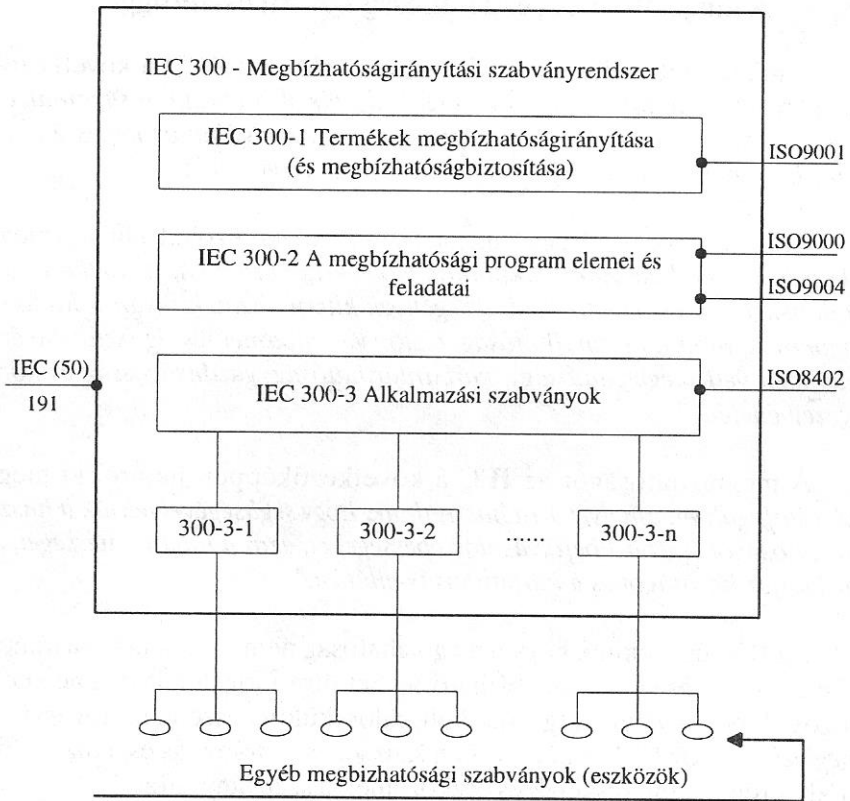 IEC 300 - Megbízhatóságirányítási szabványrendszer
IEC 300-1 Termékek megbízhatóságirányítása
(és megbízhatóságbiztosítása)
ISO9001
IEC 300-2 A megbízhatósági program elemei és
feladatai
ISO9000
ISO9004
IEC (50)
191
IEC 300-3 Alkalmazási szabványok
ISO8402
300-3-1
300-3-2
......
300-3-n
Egyéb megbizhatósági szabványok (eszközök)